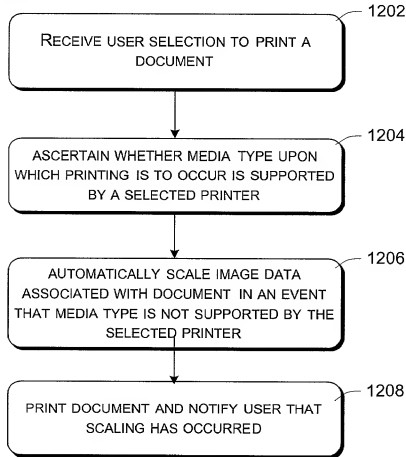 1202
RECEIVE USER SELECTION TO PRINT A
DOCUMENT
1204
ASCERTAIN WHETHER MEDIA TYPE UPON
WHICH PRINTING IS TO OCCUR IS SUPPORTED
BY A SELECTED PRINTER
1206
AUTOMATICALLY SCALE IMAGE DATA
ASSOCIATED WITH DOCUMENT IN AN EVENT
THAT MEDIA TYPE IS NOT SUPPORTED BY THE
SELECTED PRINTER
1208
PRINT DOCUMENT AND NOTIFY USER THAT
SCALING HAS OCCURRED